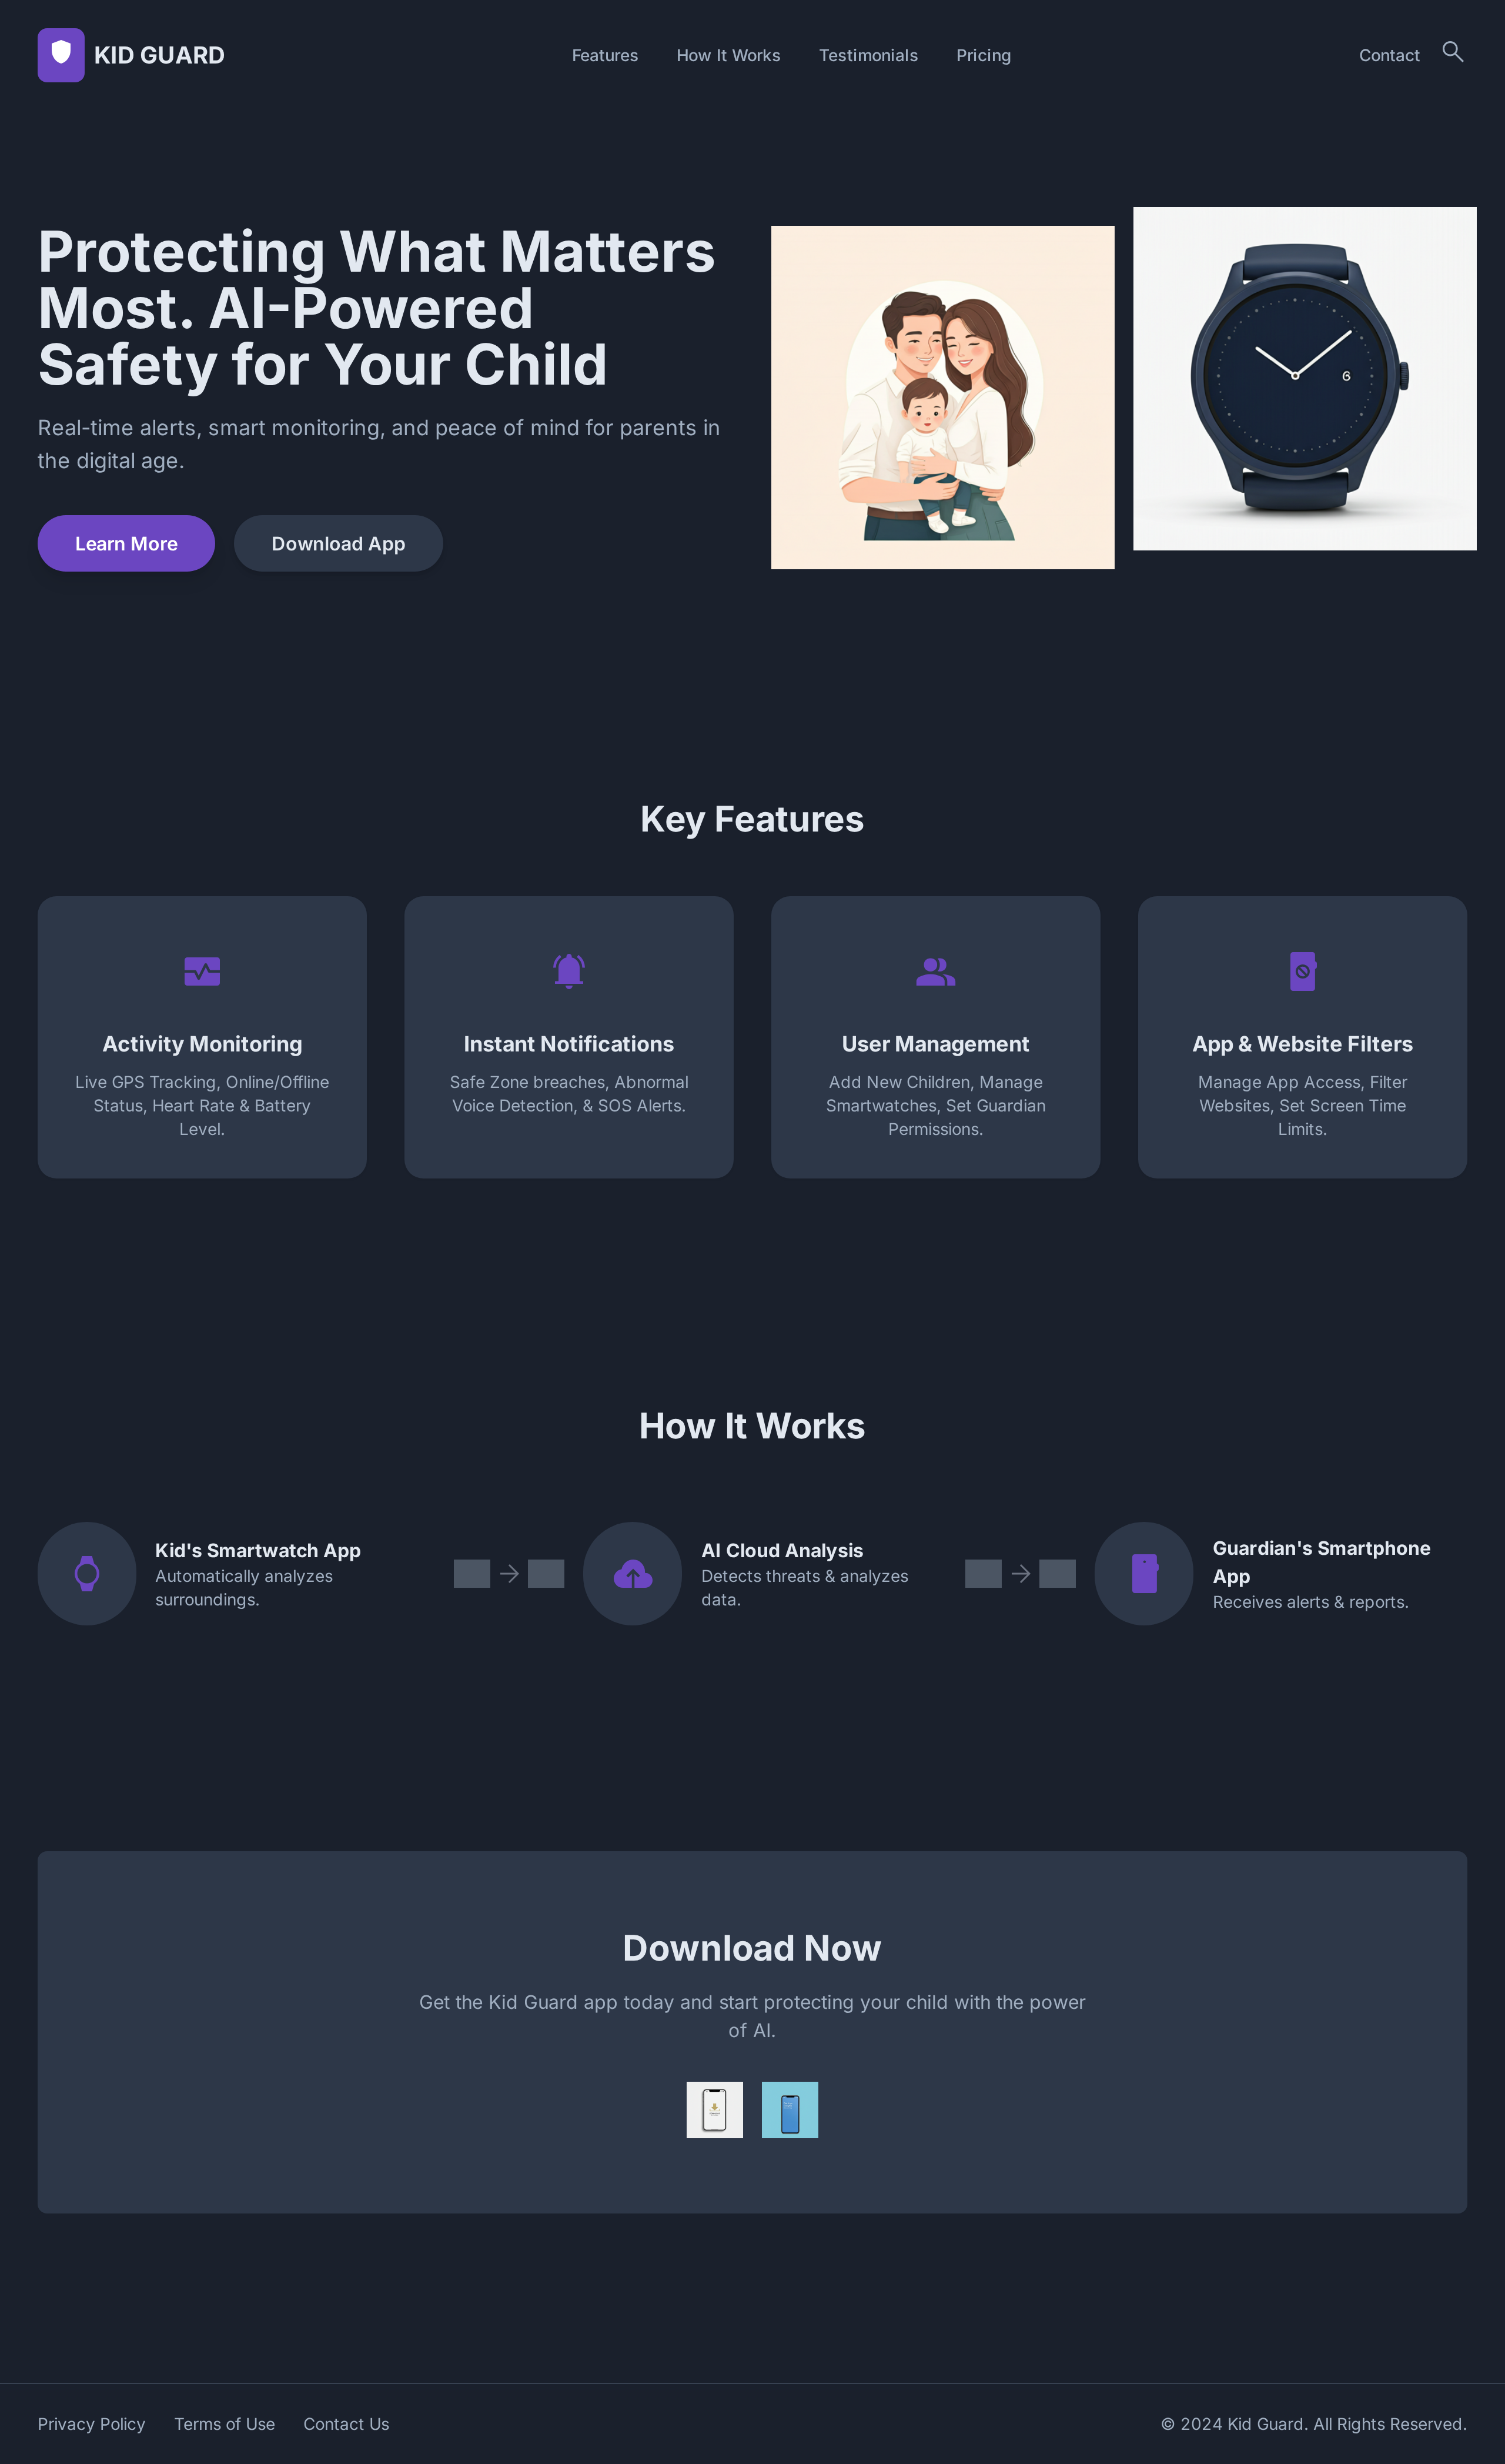 KID GUARD
Features
How It Works
Testimonials
Pricing
Contact
Protecting What Matters
Most. AI-Powered
Safety for Your Child
Real-time alerts, smart monitoring, and peace of mind for parents in
the digital age.
Learn More
Download App
Key Features
Activity Monitoring
Live GPS Tracking, Online/Offline
Status, Heart Rate & Battery
Level.
Instant Notifications
Safe Zone breaches, Abnormal
Voice Detection, & SOS Alerts.
User Management
Add New Children, Manage
Smartwatches, Set Guardian
Permissions.
App & Website Filters
Manage App Access, Filter
Websites, Set Screen Time
Limits.
How It Works
Kid's Smartwatch App
Automatically analyzes
surroundings.
AI Cloud Analysis
Detects threats & analyzes
data.
Guardian's Smartphone
App
Receives alerts & reports.
Download Now
Get the Kid Guard app today and start protecting your child with the power
of AI.
Privacy Policy
Terms of Use
Contact Us
© 2024 Kid Guard. All Rights Reserved.